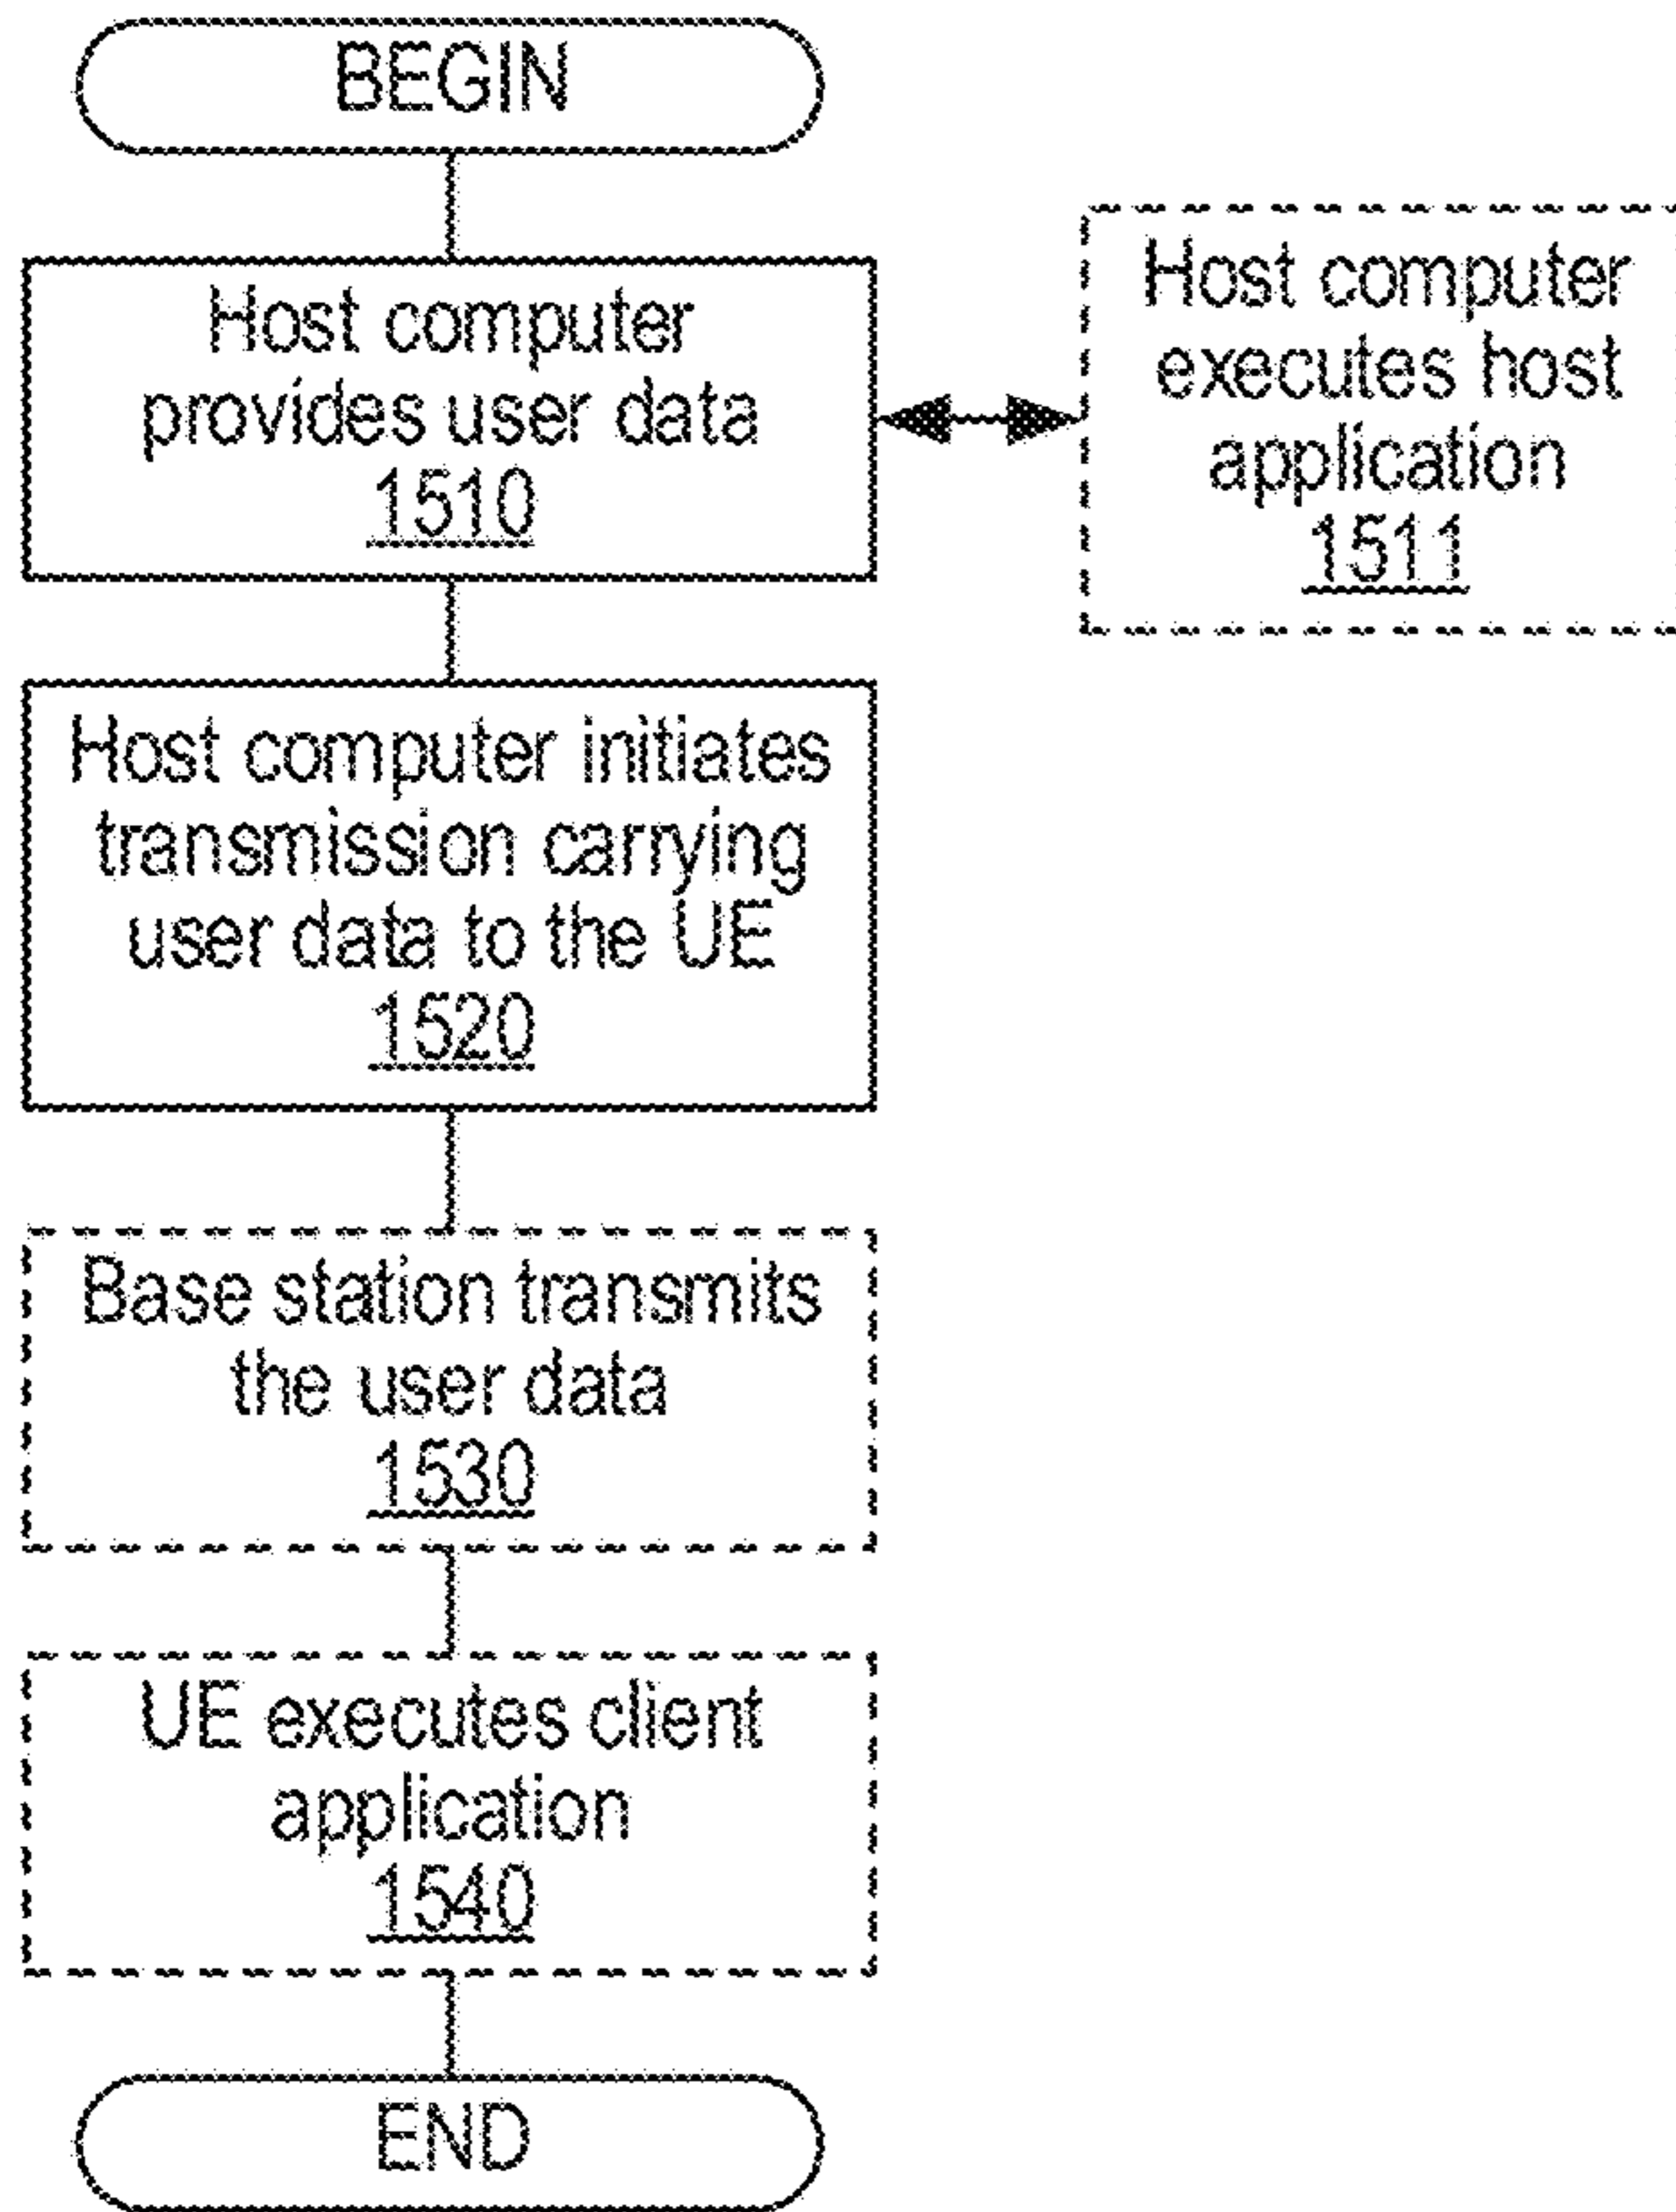 BEGIN
Host computer
provides user data
1510
Host computer
executes host
application
1511
Host computer initiates
transmission carrying
user data to the UE
1520
Base station transmits
the user data
1530
UE executes client
application
1540
END